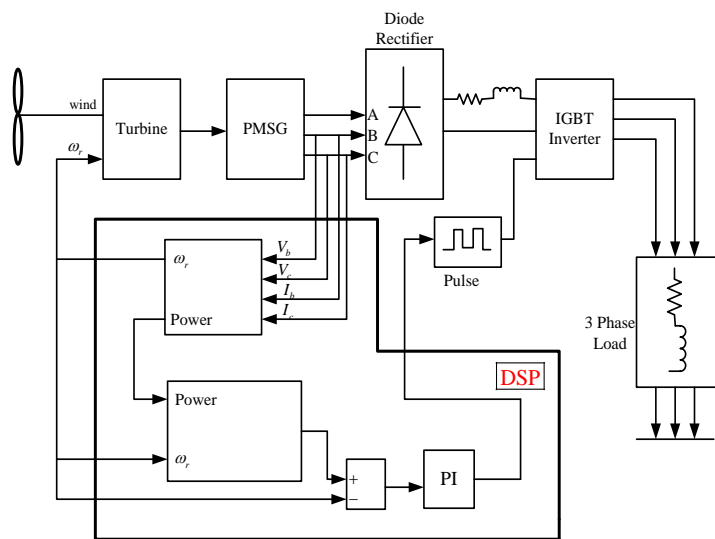 Diode
Rectifier
wind
Turbine
PMSG
A
B
C
IGBT
Inverter
ω_r
V_b
V_c
I_b
I_c
ω_r
Power
Pulse
3 Phase
Load
DSP
Power
ω_r
+
−
PI